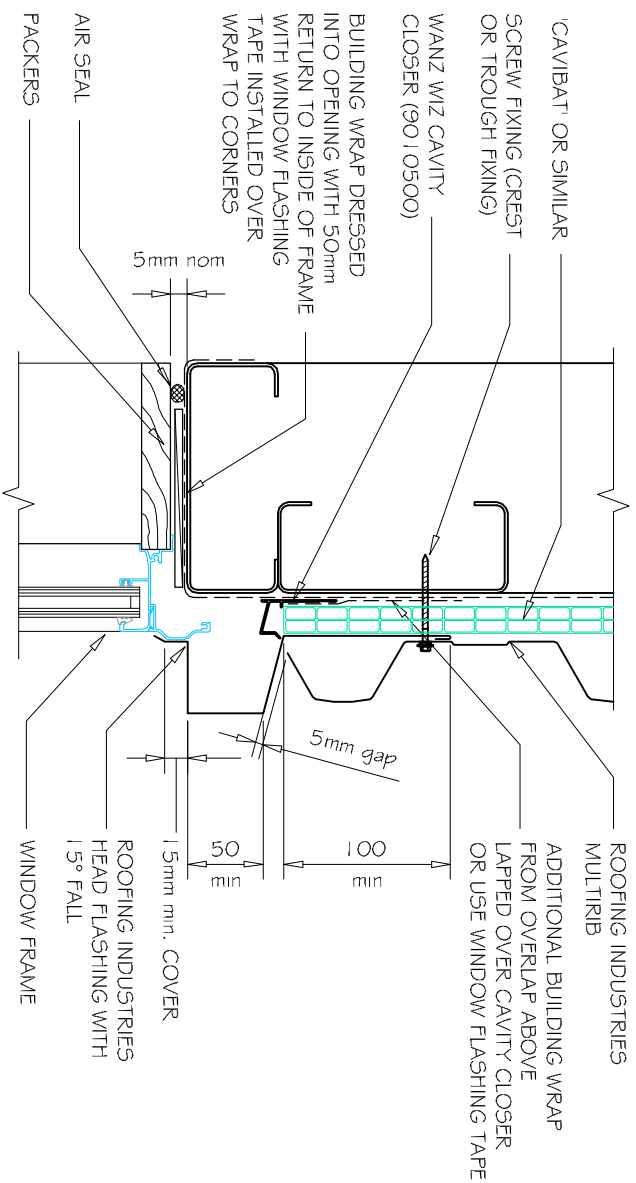 'CAVIBAT' OR SIMILAR
SCREW FIXING (CREST
OR TROUGH FIXING)
WANZ WIZ CAVITY
CLOSER (9010500)
BUILDING WRAP DRESSED
INTO OPENING WITH 50mm
RETURN TO INSIDE OF FRAME
WITH WINDOW FLASHING
TAPE INSTALLED OVER
WRAP TO CORNERS
AIR SEAL
PACKERS
5mm nom
5mm gap
100
min
50
min
ROOFING INDUSTRIES
MULTIRIB
ADDITIONAL BUILDING WRAP
FROM OVERLAP ABOVE
LAPPED OVER CAVITY CLOSER
OR USE WINDOW FLASHING TAPE
15mm min. COVER
ROOFING INDUSTRIES
HEAD FLASHING WITH
15° FALL
WINDOW FRAME